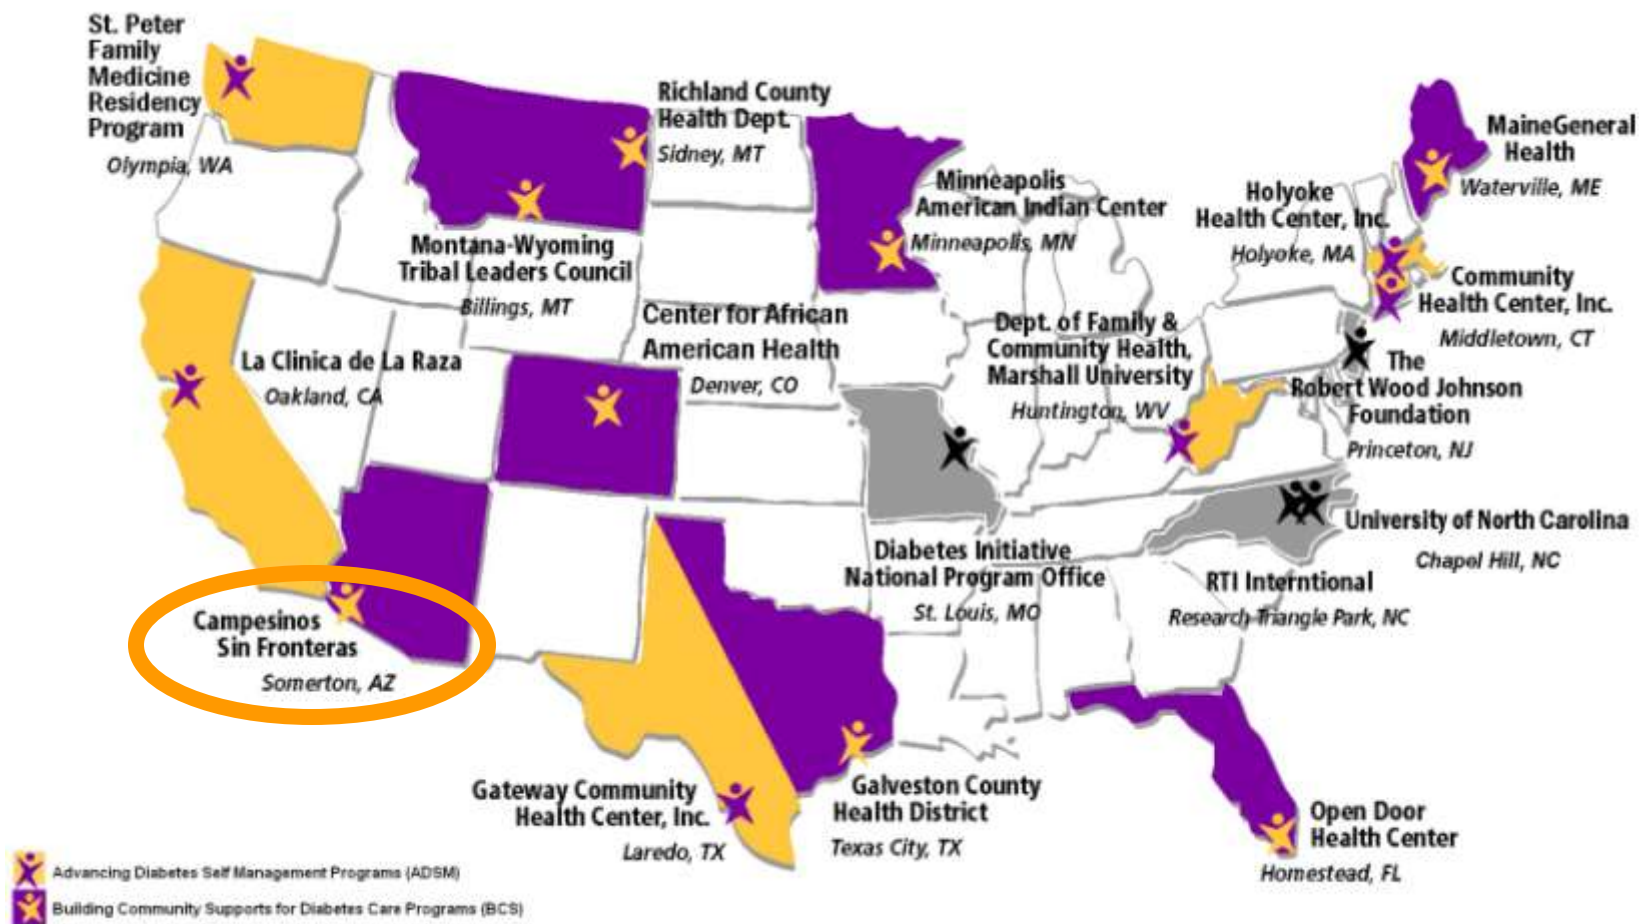 St. Peter
Family
Medicine
Residency
Program
Olympia, WA
Richland County
Health Dept.
Sidney, MT
Montana-Wyoming
Tribal Leaders Council
Billings, MT
Minneapolis
American Indian Center
Minneapolis, MN
MaineGeneral
Health
Waterville, ME
Holyoke
Health Center, Inc.
Holyoke, MA
Community
Health Center, Inc.
Middletown, CT
La Clinica de La Raza
Oakland, CA
Center for African
American Health
Denver, CO
Dept. of Family &
Community Health,
Marshall University
Huntington, WV
The
Robert Wood Johnson
Foundation
Princeton, NJ
University of North Carolina
Chapel Hill, NC
Diabetes Initiative
National Program Office
St. Louis, MO
RTI Interntional
Research Triangle Park, NC
Campesinos
Sin Fronteras
Somerton, AZ
Gateway Community
Health Center, Inc.
Laredo, TX
Galveston County
Health District
Texas City, TX
Open Door
Health Center
Homestead, FL
Advancing Diabetes Self Management Programs (ADSM)
Building Community Supports for Diabetes Care Programs (BCS)